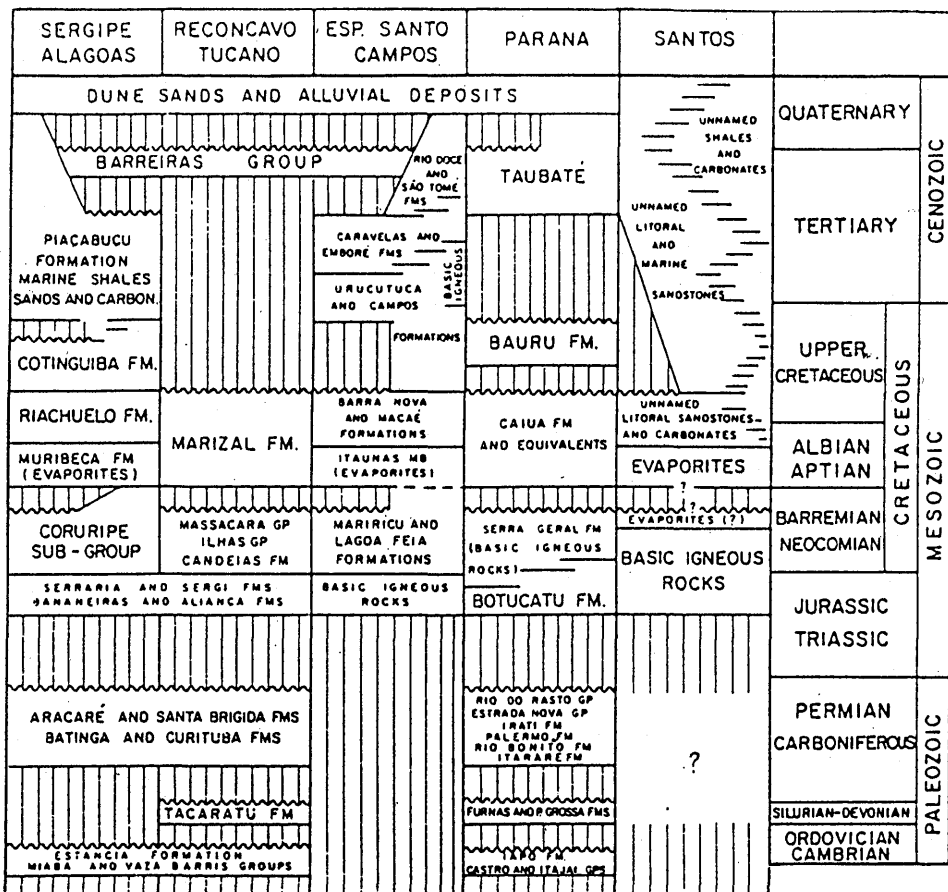 SERGIPE
ALAGOAS
RECONCAVO
TUCANO
ESP. SANTO
CAMPOS
PARANA
SANTOS
DUNE SANDS AND ALLUVIAL DEPOSITS
BARREIRAS GROUP
PIAÇABUCU
FORMATION
MARINE SHALES
SANDS AND CARBON.
COTINGUIBA FM.
RIACHUELO FM.
MURIBECA FM
(EVAPORITES)
CORURIPE
SUB-GROUP
MARIZAL FM.
MASSACARA GP
ILHAS GP
CANDEIAS FM
SERRARIA AND SERGI FMS
BANANEIRAS AND ALIANCA FMS
ARACARÉ AND SANTA BRIGIDA FMS
BATINGA AND CURITUBA FMS
TACARATÚ FM
ESTANCIA FORMATION
MIABA AND VAZA BARRIS GROUPS
RIO DOCE
AND
SÃO TOMÉ
FMS
CARAVELAS AND
EMBORÉ FMS
BASIC
IGNEOUS
URUCUTUCA
AND CAMPOS
FORMATIONS
BARRA NOVA
AND MACAÉ
FORMATIONS
ITAUNAS MB
(EVAPORITES)
MARIRICU AND
LAGOA FEIA
FORMATIONS
BASIC IGNEOUS
ROCKS
TAUBATÉ
BAURU FM.
CAIUA FM
AND EQUIVALENTS
SERRA GERAL FM
(BASIC IGNEOUS
ROCKS)
BOTUCATU FM.
RIO DO RASTO GP
ESTRADA NOVA GP
IRATI FM
PALERMO FM
RIO BONITO FM
ITARARÉ FM
FURNAS AND P. GROSSA FMS
IAPO FM.
CASTRO AND ITAJAI GPS
UNNAMED
SHALES
AND
CARBONATES
UNNAMED
LITORAL
AND
MARINE
SANDSTONES
UNNAMED
LITORAL SANDSTONES
AND CARBONATES
EVAPORITES
?
?
EVAPORITES (?)
BASIC IGNEOUS
ROCKS
?
QUATERNARY
TERTIARY
UPPER
CRETACEOUS
ALBIAN
APTIAN
BARREMIAN
NEOCOMIAN
JURASSIC
TRIASSIC
PERMIAN
CARBONIFEROUS
SILURIAN-DEVONIAN
ORDOVICIAN
CAMBRIAN
CRETACEOUS
CENOZOIC
MESOZOIC
PALEOZOIC